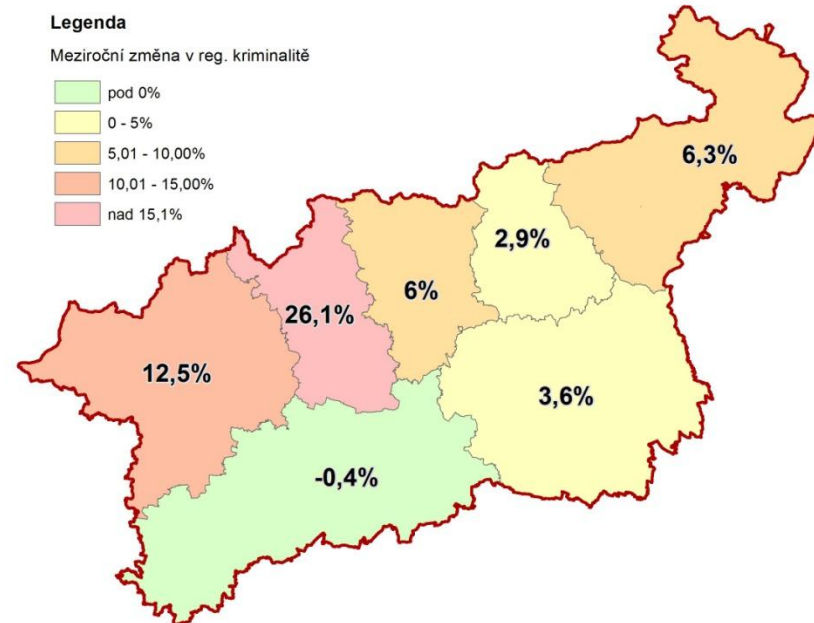 Legenda
Meziroční změna v reg. kriminalitě
pod 0%
0 - 5%
5,01 - 10,00%
10,01 - 15,00%
nad 15,1%
6,3%
2,9%
6%
26,1%
12,5%
3,6%
-0,4%